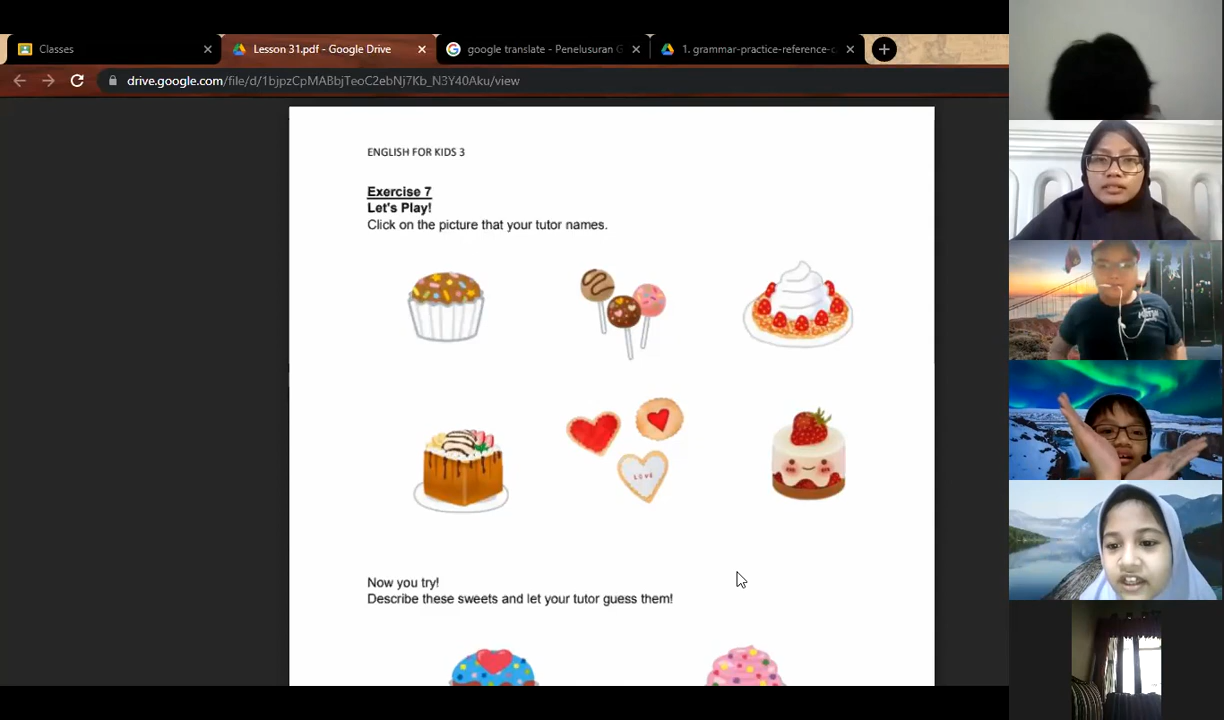 Classes
Lesson 31.pdf - Google Drive
google translate - Penelusuran G
1. grammar-practice-reference-
drive.google.com/file/d/1bjpzCpMABbjTeoC2ebNj7Kb_N3Y40Aku/view
ENGLISH FOR KIDS 3
Exercise 7
Let's Play!
Click on the picture that your tutor names.
LOVE
Now you try!
Describe these sweets and let your tutor guess them!